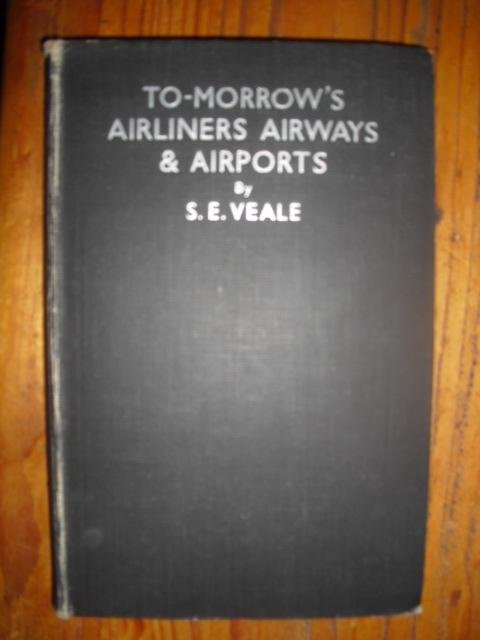 TO-MORROW'S
AIRLINERS AIRWAYS
& AIRPORTS
By
S. E. VEALE